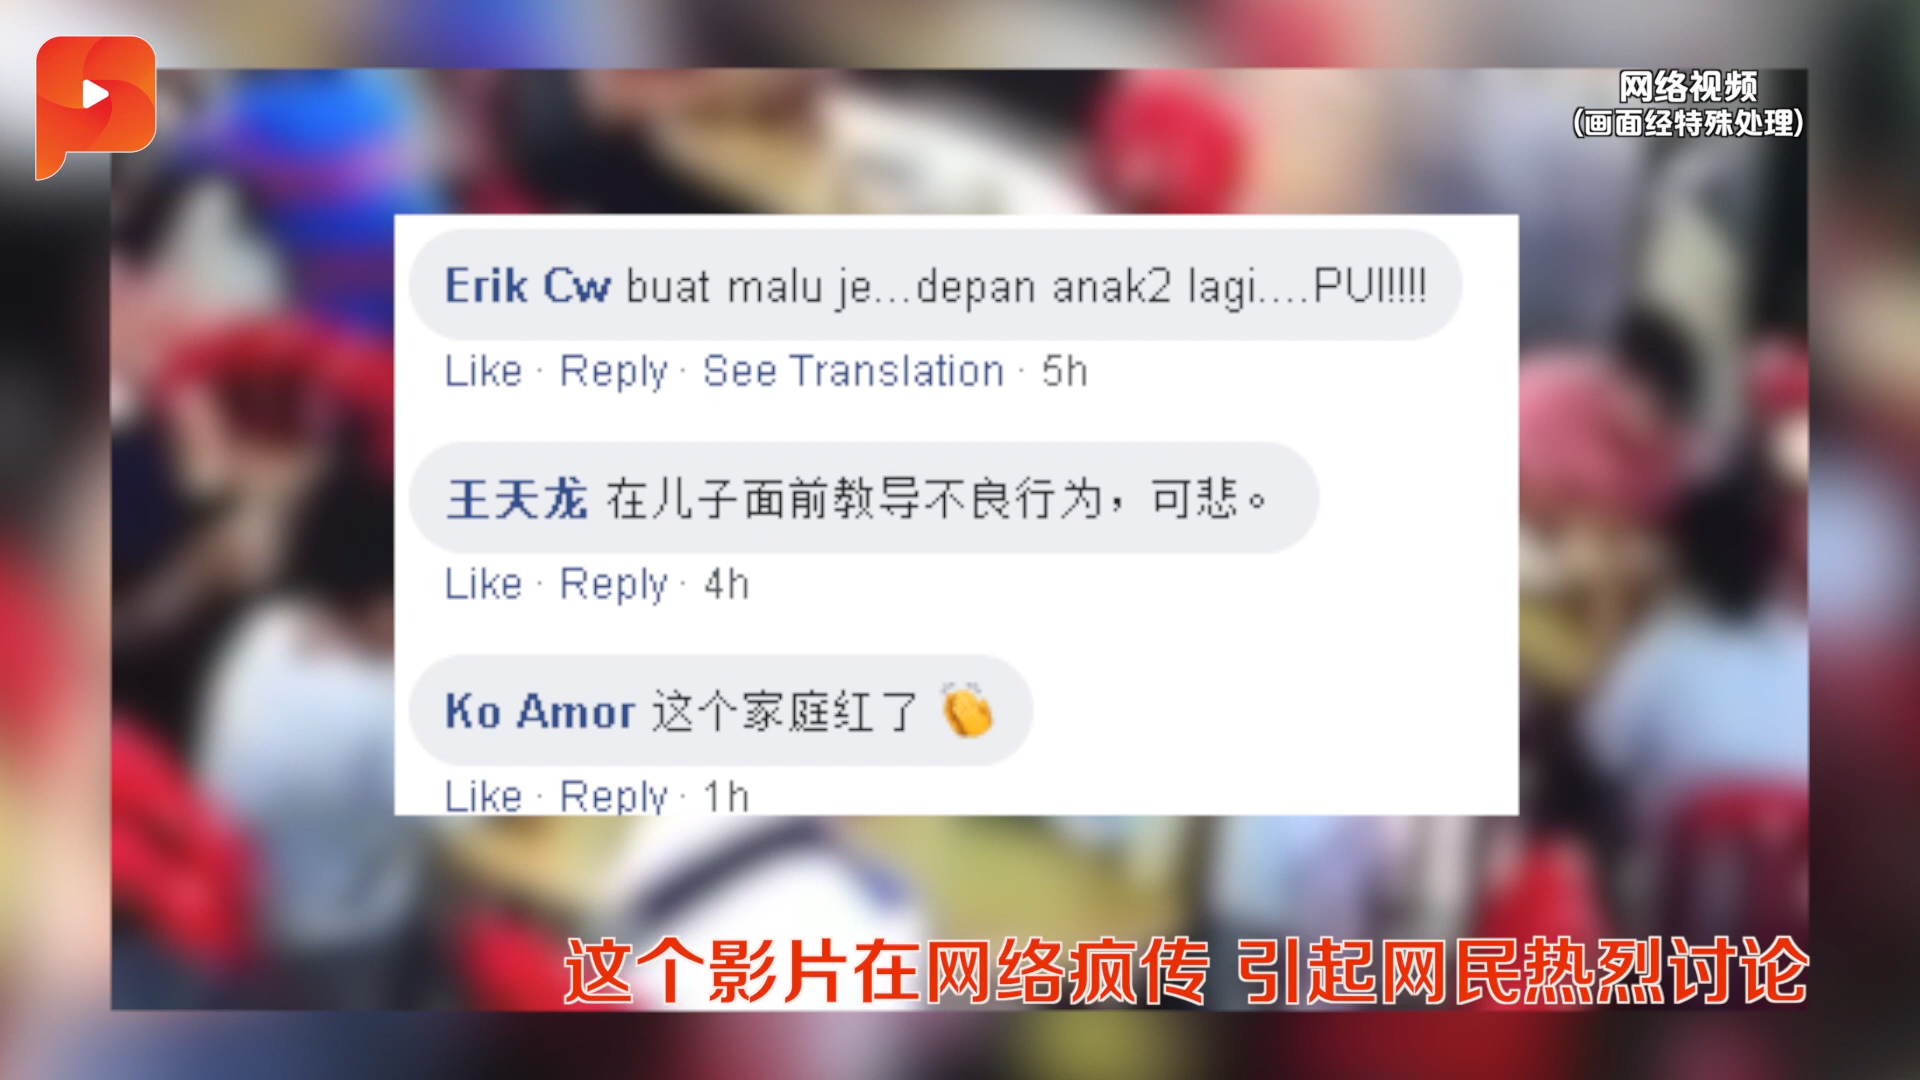 网络视频
(画面经特殊处理)
Erik Cw buat malu je...depan anak2 lagi....PUI!!!!!
Like · Reply · See Translation · 5h
王天龙 在儿子面前教导不良行为，可悲。
Like · Reply · 4h
Ko Amor 这个家庭红了 👏
Like · Reply · 1h
这个影片在网络疯传 引起网民热烈讨论